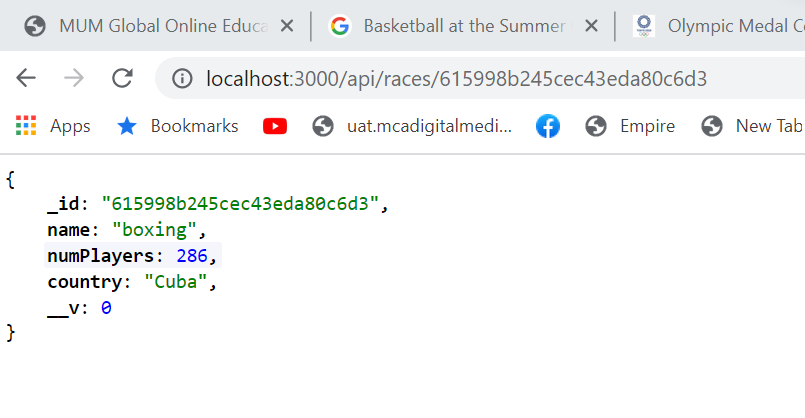 MUM Global Online Educa
Basketball at the Summer
Olympic Medal C
localhost:3000/api/races/615998b245cec43eda80c6d3
Apps
Bookmarks
uat.mcadigitalmedi...
Empire
New Tab
{
_id: "615998b245cec43eda80c6d3",
name: "boxing",
numPlayers: 286,
country: "Cuba",
__v: 0
}